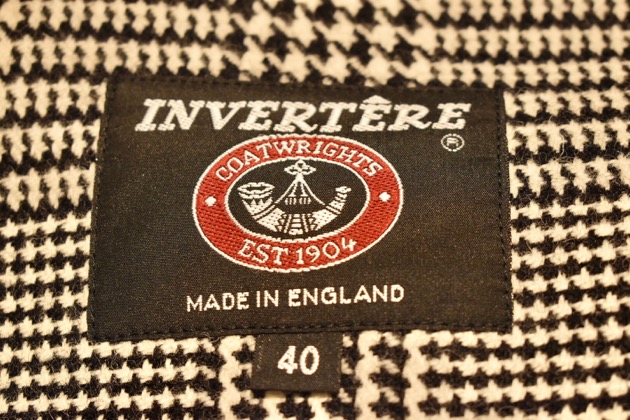 INVERTÊRE
®
COATWRIGHTS
EST 1904
MADE IN ENGLAND
40